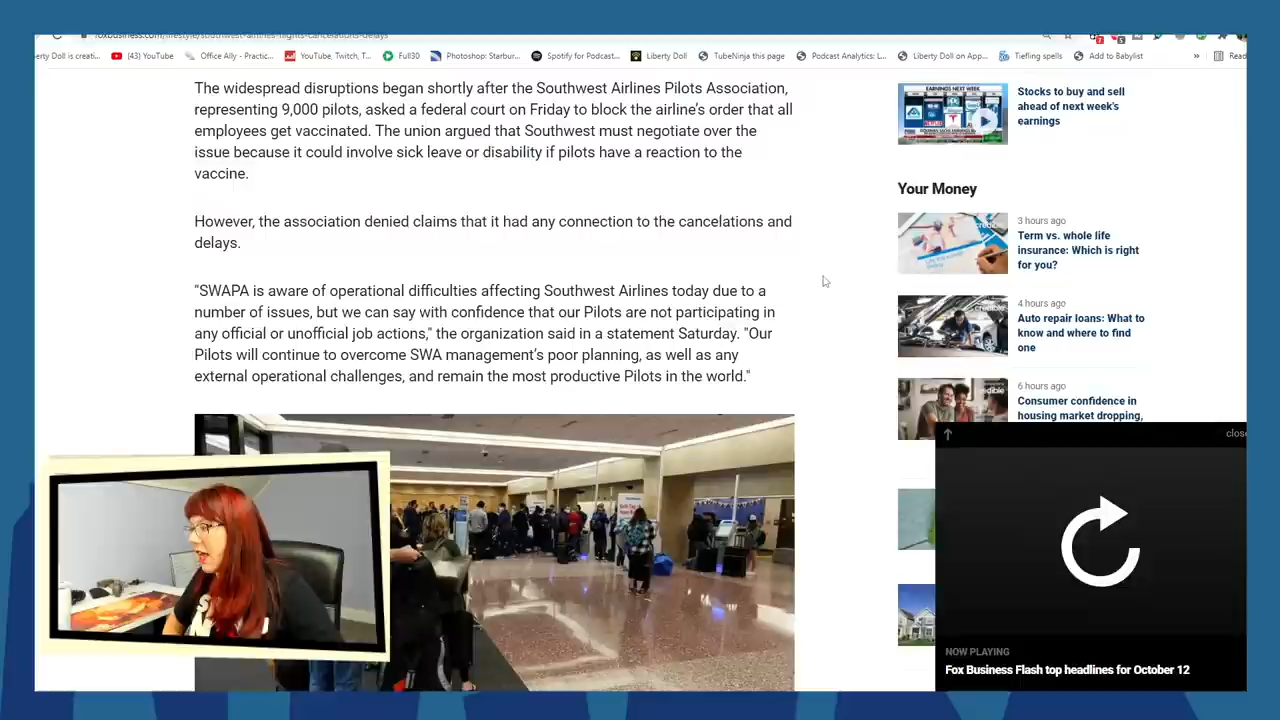 foxbusiness.com/lifestyle/southwest-airlines-flights-cancelations-delays
erty Doll is creati...
(43) YouTube
Office Ally - Practic...
YouTube, Twitch, T...
Full30
Photoshop: Starbur...
Spotify for Podcast...
Liberty Doll
TubeNinja this page
Podcast Analytics: L...
Liberty Doll on App...
Tiefling spells
Add to Babylist
»
Read
The widespread disruptions began shortly after the Southwest Airlines Pilots Association,
representing 9,000 pilots, asked a federal court on Friday to block the airline's order that all
employees get vaccinated. The union argued that Southwest must negotiate over the
issue because it could involve sick leave or disability if pilots have a reaction to the
vaccine.
However, the association denied claims that it had any connection to the cancelations and
delays.
"SWAPA is aware of operational difficulties affecting Southwest Airlines today due to a
number of issues, but we can say with confidence that our Pilots are not participating in
any official or unofficial job actions," the organization said in a statement Saturday. "Our
Pilots will continue to overcome SWA management's poor planning, as well as any
external operational challenges, and remain the most productive Pilots in the world."
EARNINGS NEXT WEEK
Stocks to buy and sell
ahead of next week's
earnings
Your Money
3 hours ago
Term vs. whole life
insurance: Which is right
for you?
4 hours ago
Auto repair loans: What to
know and where to find
one
6 hours ago
Consumer confidence in
housing market dropping,
close
NOW PLAYING
Fox Business Flash top headlines for October 12